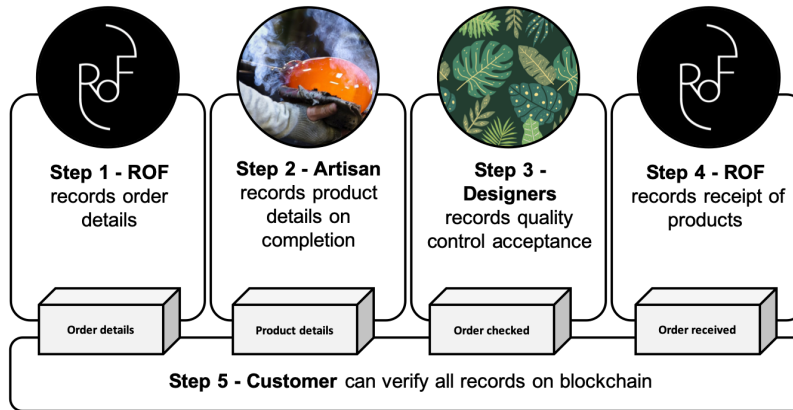 ROF
Step 1 - ROF
records order
details
Order details
Step 2 - Artisan
records product
details on
completion
Product details
Step 3 -
Designers
records quality
control acceptance
Order checked
ROF
Step 4 - ROF
records receipt of
products
Order received
Step 5 - Customer can verify all records on blockchain